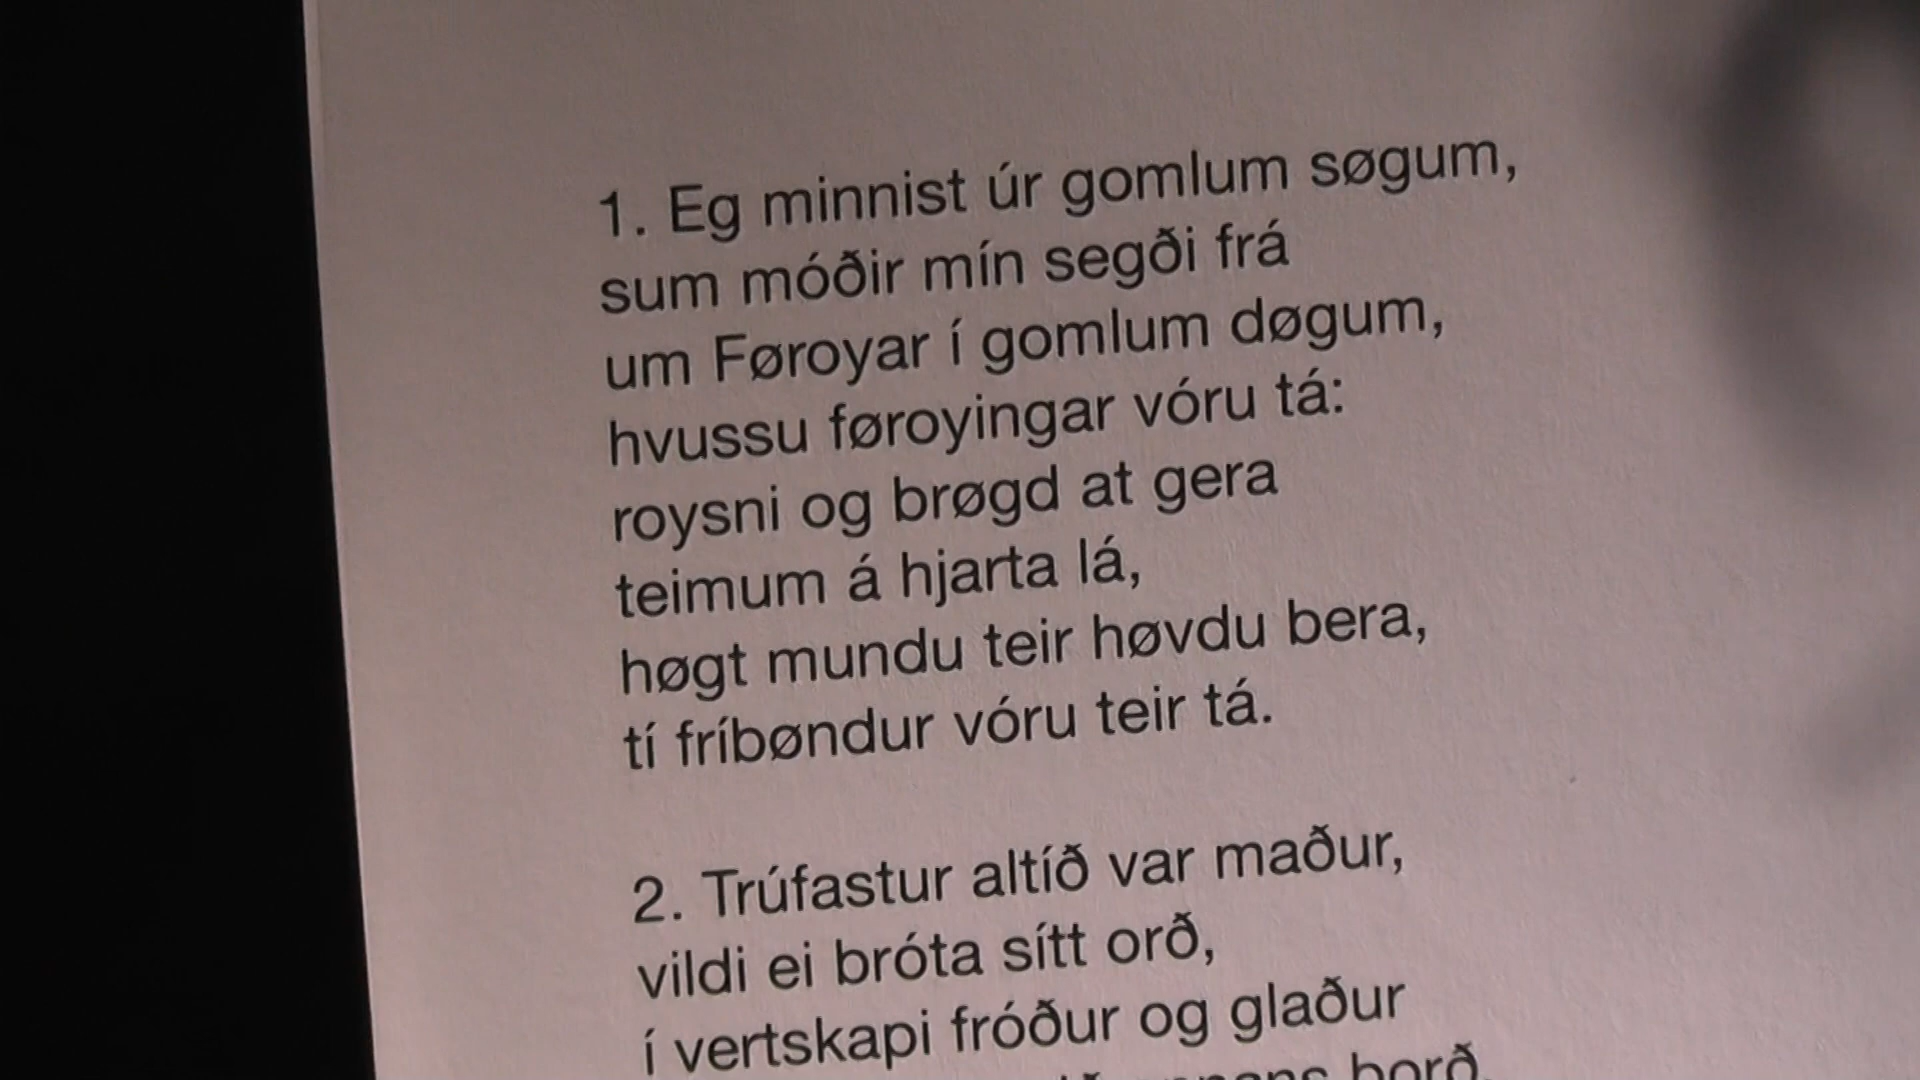 1. Eg minnist úr gomlum søgum,
sum móðir mín segði frá
um Føroyar í gomlum døgum,
hvussu føroyingar vóru tá:
roysni og brøgd at gera
teimum á hjarta lá,
høgt mundu teir høvdu bera,
tí fríbøndur vóru teir tá.
2. Trúfastur altíð var maður,
vildi ei bróta sítt orð,
í vertskapi fróður og glaður
borð